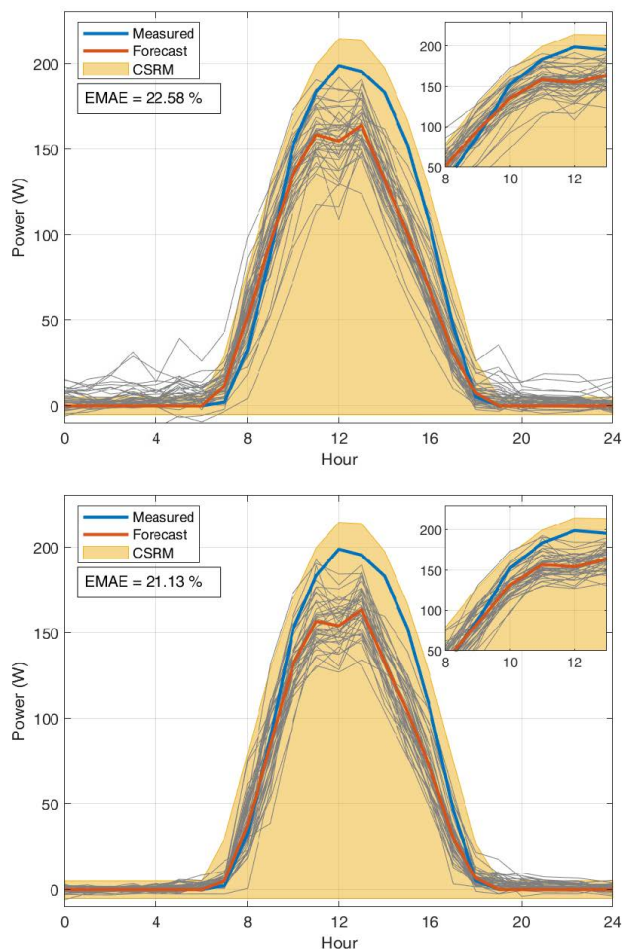 Measured
Forecast
CSRM
EMAE = 22.58 %
200
150
100
50
8 10 12
200
150
100
50
0
Power (W)
0 4 8 12 16 20 24
Hour
Measured
Forecast
CSRM
EMAE = 21.13 %
200
150
100
50
8 10 12
200
150
100
50
0
Power (W)
0 4 8 12 16 20 24
Hour